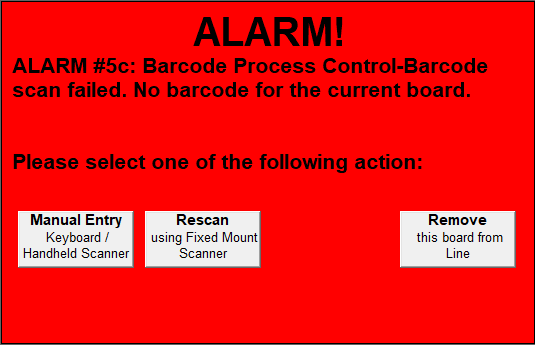 ALARM!
ALARM #5c: Barcode Process Control-Barcode
scan failed. No barcode for the current board.
Please select one of the following action:
Manual Entry
Keyboard /
Handheld Scanner
Rescan
using Fixed Mount
Scanner
Remove
this board from
Line